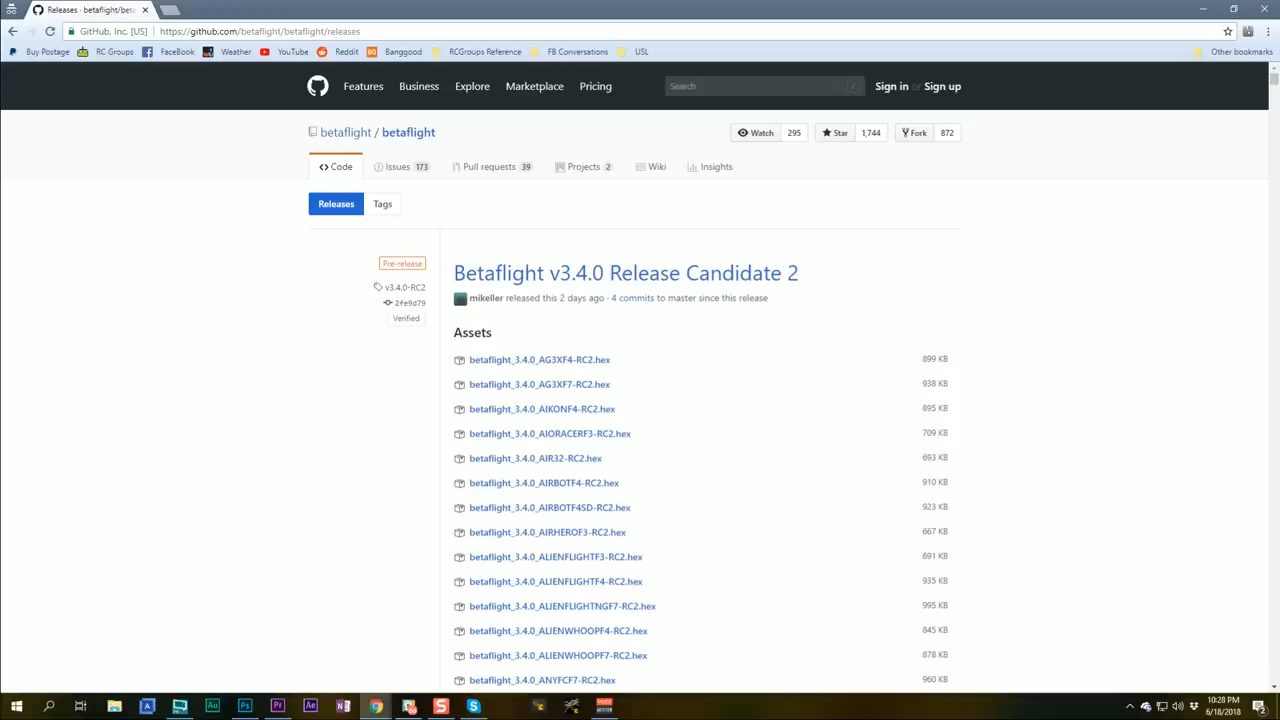 Releases · betaflight/beta
GitHub, Inc. [US]
https://github.com/betaflight/betaflight/releases
Buy Postage
RC Groups
FaceBook
Weather
YouTube
Reddit
Banggood
RCGroups Reference
FB Conversations
USL
Other bookmarks
Features
Business
Explore
Marketplace
Pricing
Search
/
Sign in or Sign up
betaflight / betaflight
Watch 295
Star 1,744
Fork 872
Code
Issues 173
Pull requests 39
Projects 2
Wiki
Insights
Releases
Tags
Pre-release
v3.4.0-RC2
2fe9d79
Verified
Betaflight v3.4.0 Release Candidate 2
mikeller released this 2 days ago · 4 commits to master since this release
Assets
betaflight_3.4.0_AG3XF4-RC2.hex 899 KB
betaflight_3.4.0_AG3XF7-RC2.hex 938 KB
betaflight_3.4.0_AIKONF4-RC2.hex 895 KB
betaflight_3.4.0_AIORACERF3-RC2.hex 709 KB
betaflight_3.4.0_AIR32-RC2.hex 693 KB
betaflight_3.4.0_AIRBOTF4-RC2.hex 910 KB
betaflight_3.4.0_AIRBOTF4SD-RC2.hex 923 KB
betaflight_3.4.0_AIRHEROF3-RC2.hex 667 KB
betaflight_3.4.0_ALIENFLIGHTF3-RC2.hex 691 KB
betaflight_3.4.0_ALIENFLIGHTF4-RC2.hex 935 KB
betaflight_3.4.0_ALIENFLIGHTNGF7-RC2.hex 995 KB
betaflight_3.4.0_ALIENWHOOPF4-RC2.hex 845 KB
betaflight_3.4.0_ALIENWHOOPF7-RC2.hex 878 KB
betaflight_3.4.0_ANYFCF7-RC2.hex 960 KB
Au
Ps
Pr
Ae
10:28 PM
6/18/2018
2